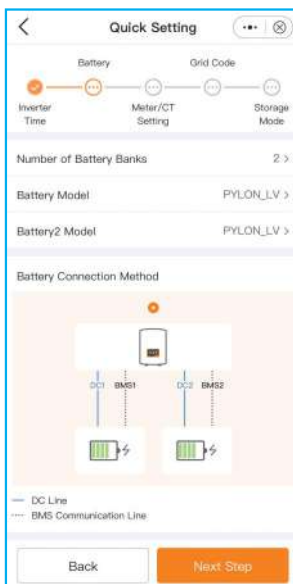 Quick Setting
Battery
Grid Code
Inverter Time
Meter/CT Setting
Storage Mode
Number of Battery Banks 2 >
Battery Model PYLON_LV >
Battery2 Model PYLON_LV >
Battery Connection Method
DC1 BMS1 DC2 BMS2
DC Line
BMS Communication Line
Back Next Step